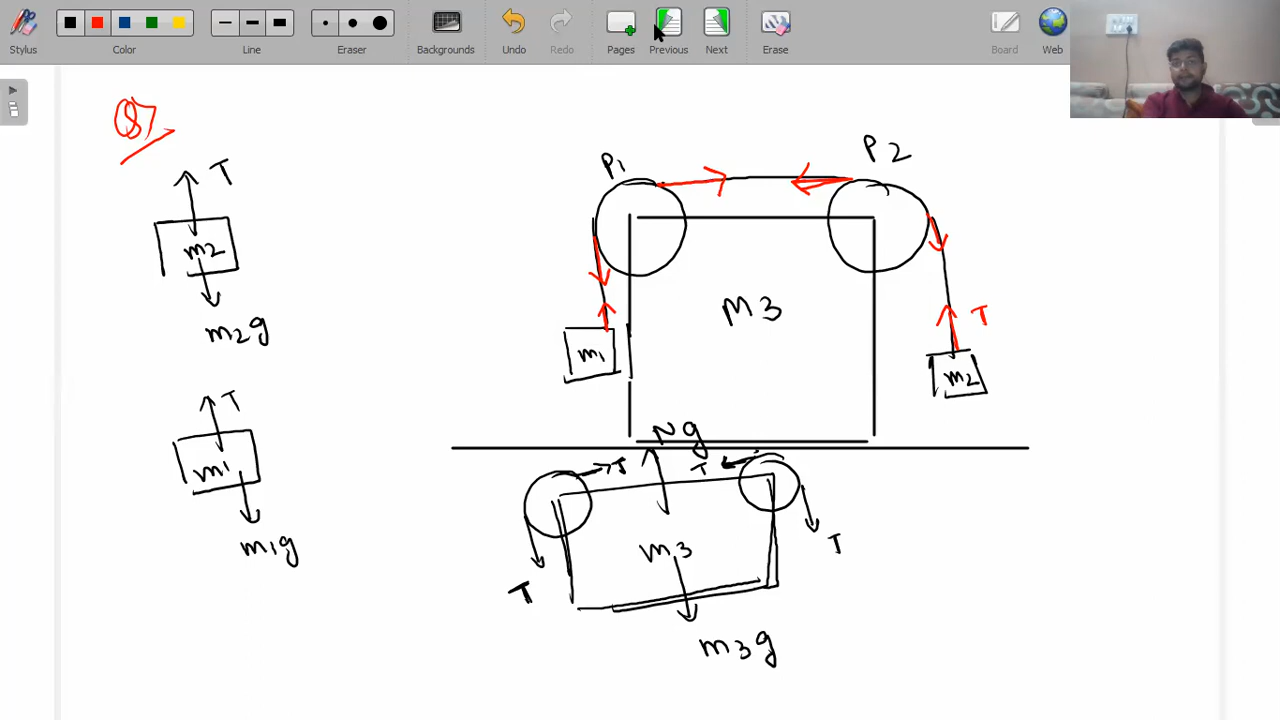 Stylus
Color
Line
Eraser
Backgrounds
Undo
Redo
Pages
Previous
Next
Erase
Board
Web
Q7
T
m2
m2g
T
m1
m1g
P1
P2
M3
T
m1
m2
Ng
T
T
m3
T
T
m3g